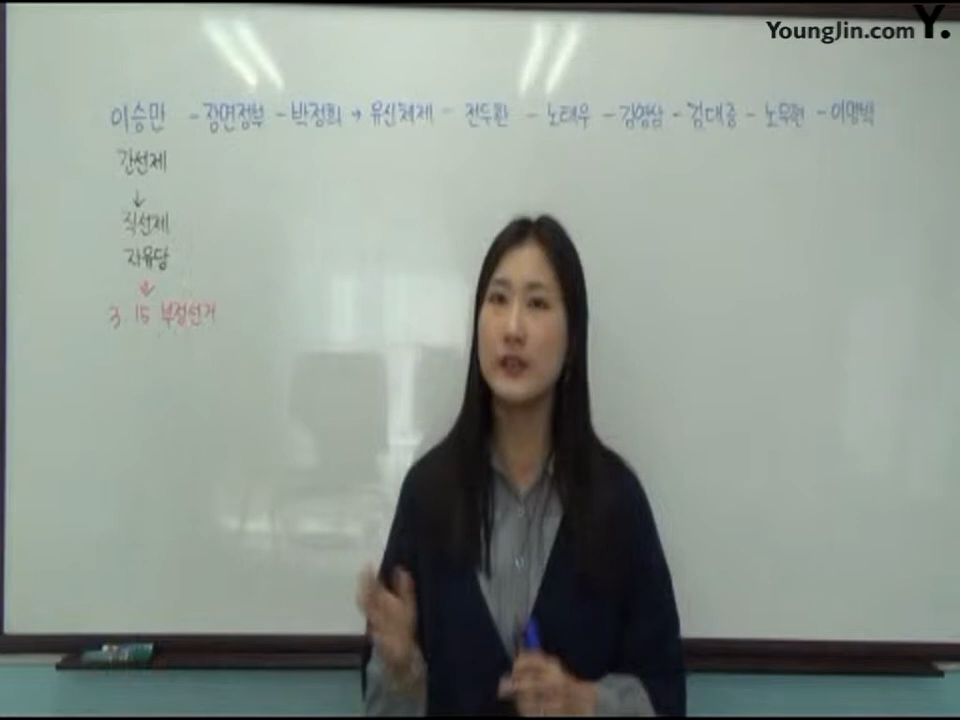 YoungJin.com Y.
이승만 - 장면정부 - 박정희 → 유신체제 - 전두환 - 노태우 - 김영삼 - 김대중 - 노무현 - 이명박
간선제
↓
직선제
자유당
↓
3.15 부정선거